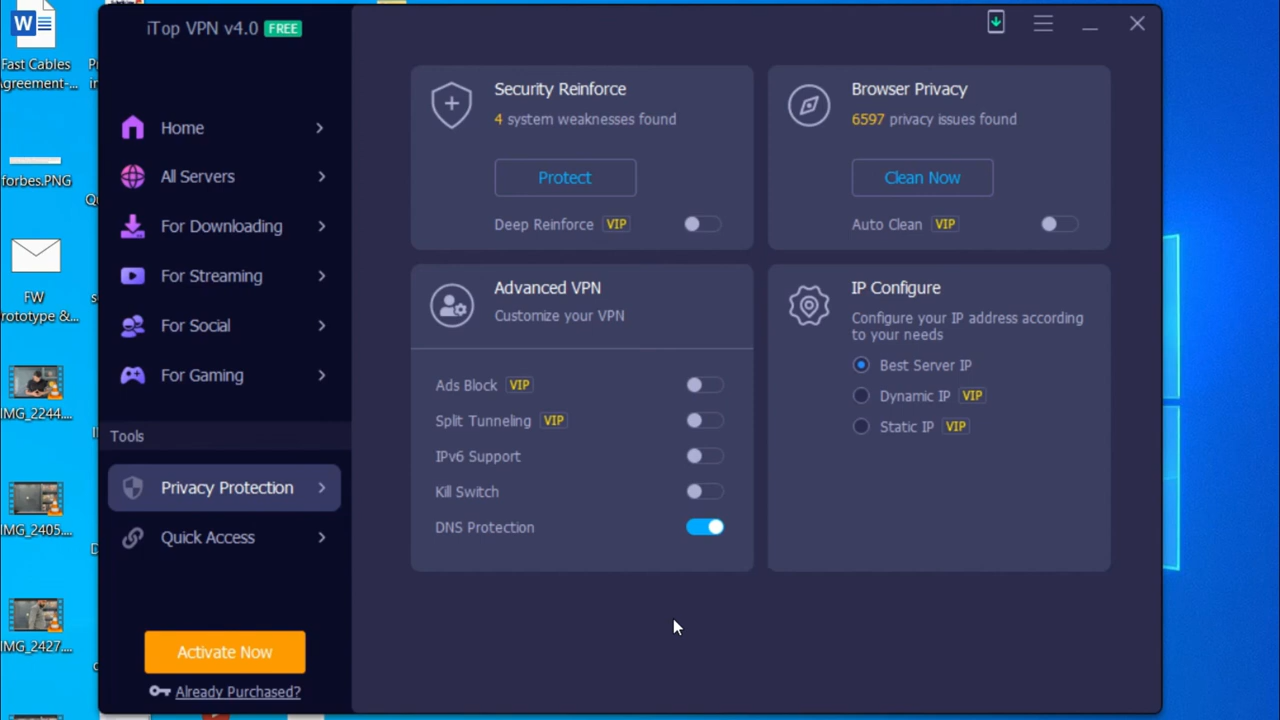 iTop VPN v4.0 FREE
Home
All Servers
For Downloading
For Streaming
For Social
For Gaming
Tools
Privacy Protection
Quick Access
Activate Now
Already Purchased?
Security Reinforce
4 system weaknesses found
Protect
Deep Reinforce VIP
Browser Privacy
6597 privacy issues found
Clean Now
Auto Clean VIP
Advanced VPN
Customize your VPN
Ads Block VIP
Split Tunneling VIP
IPv6 Support
Kill Switch
DNS Protection
IP Configure
Configure your IP address according
to your needs
Best Server IP
Dynamic IP VIP
Static IP VIP
W
Fast Cables
Agreement-...
forbes.PNG
FW
rototype &...
IMG_2244....
IMG_2405....
IMG_2427....